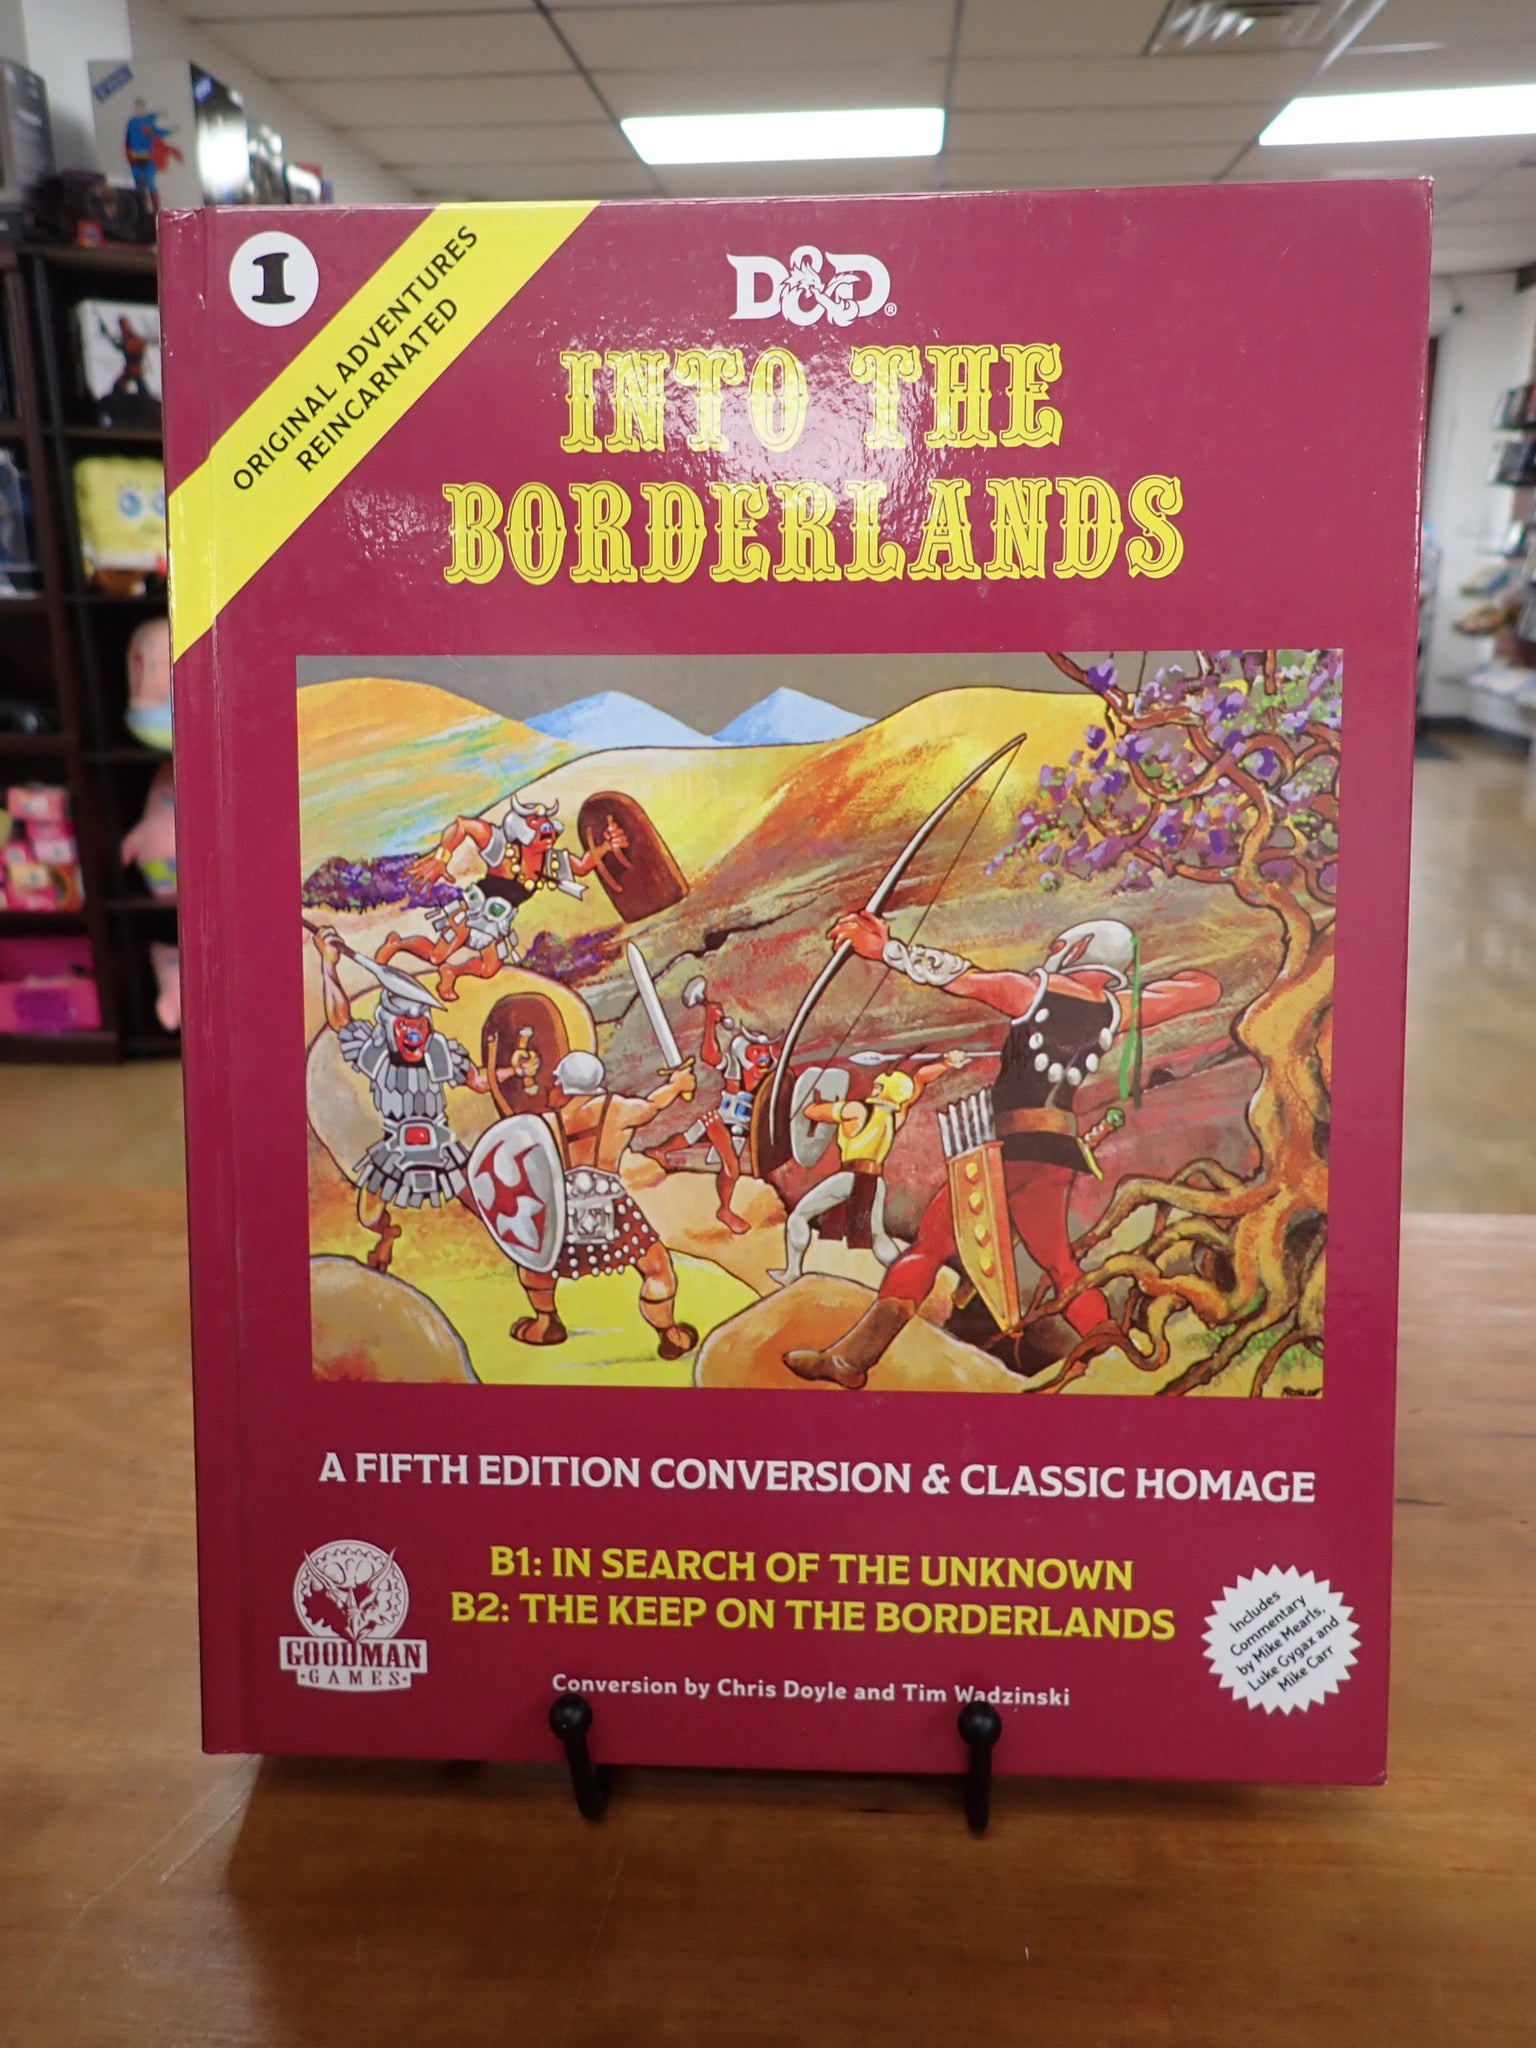 1
ORIGINAL ADVENTURES
REINCARNATED
D&D®
INTO THE
BORDERLANDS
ROSLOF
A FIFTH EDITION CONVERSION & CLASSIC HOMAGE
B1: IN SEARCH OF THE UNKNOWN
B2: THE KEEP ON THE BORDERLANDS
GOODMAN
GAMES
Conversion by Chris Doyle and Tim Wadzinski
Includes
Commentary
by Mike Mearls,
Luke Gygax and
Mike Carr